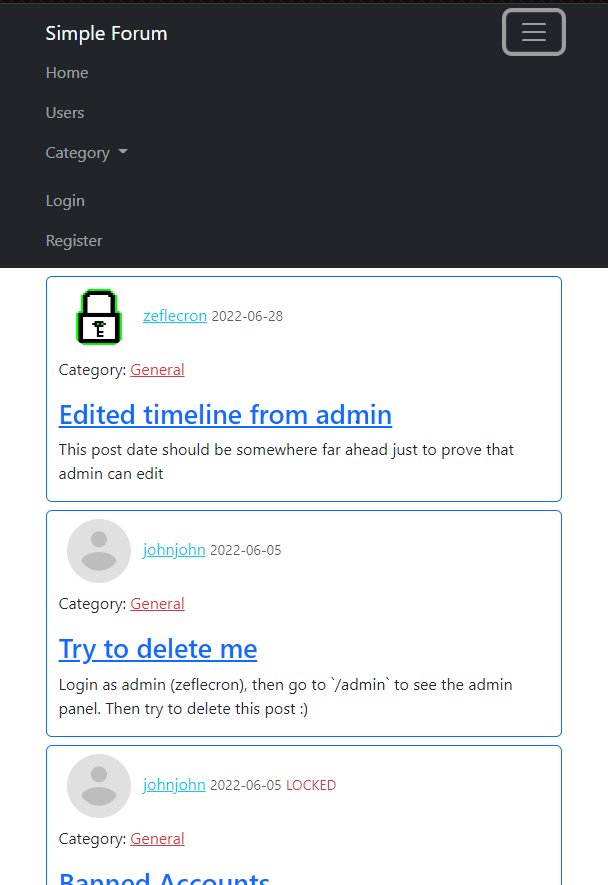 Simple Forum
Home
Users
Category
Login
Register
zeflecron 2022-06-28
Category: General
Edited timeline from admin
This post date should be somewhere far ahead just to prove that
admin can edit
johnjohn 2022-06-05
Category: General
Try to delete me
Login as admin (zeflecron), then go to `/admin` to see the admin
panel. Then try to delete this post :)
johnjohn 2022-06-05 LOCKED
Category: General
Banned Accounts